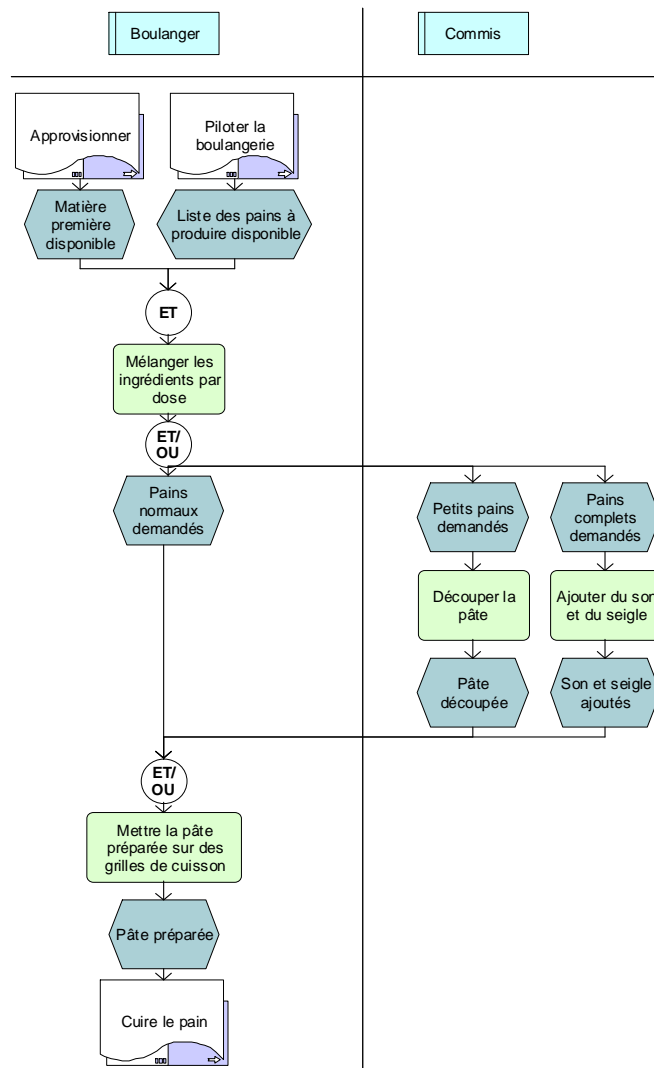 Boulanger
Commis
Approvisionner
Piloter la
boulangerie
Matière
première
disponible
Liste des pains à
produire disponible
ET
Mélanger les
ingrédients par
dose
ET/
OU
Pains
normaux
demandés
Petits pains
demandés
Pains
complets
demandés
Découper la
pâte
Ajouter du son
et du seigle
Pâte
découpée
Son et seigle
ajoutés
ET/
OU
Mettre la pâte
préparée sur des
grilles de cuisson
Pâte préparée
Cuire le pain